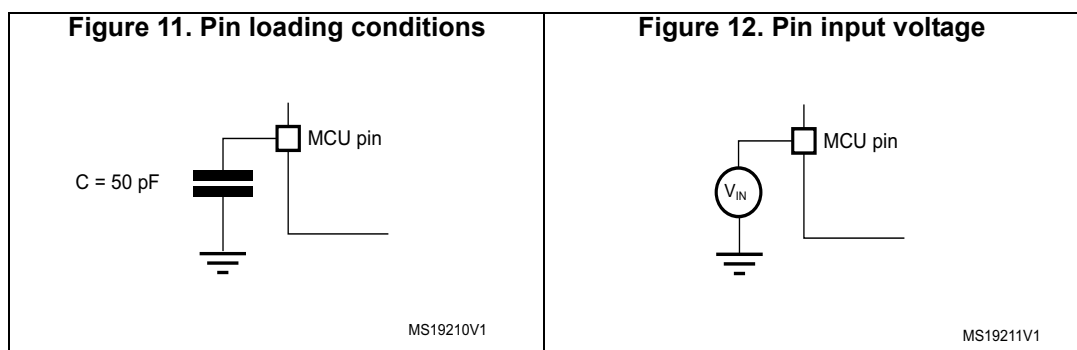 Figure 11. Pin loading conditions
MCU pin
C = 50 pF
MS19210V1
Figure 12. Pin input voltage
MCU pin
VIN
MS19211V1